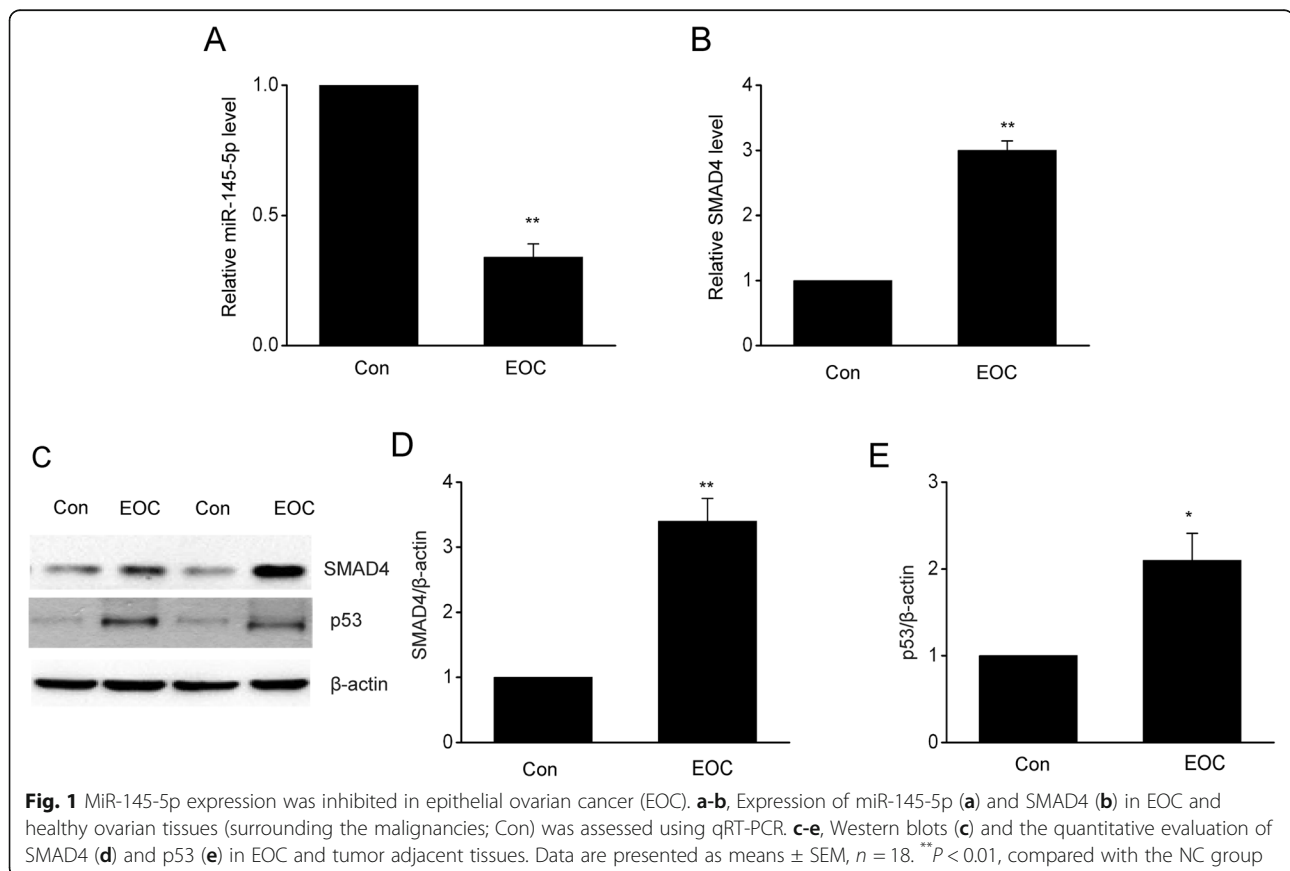 A
Relative miR-145-5p level
1.0
0.5
0.0
**
Con EOC
B
Relative SMAD4 level
4
3
2
1
0
**
Con EOC
C
Con EOC Con EOC
SMAD4
p53
β-actin
D
SMAD4/β-actin
4
3
2
1
0
**
Con EOC
E
p53/β-actin
3
2
1
0
*
Con EOC
Fig. 1 MiR-145-5p expression was inhibited in epithelial ovarian cancer (EOC). a-b, Expression of miR-145-5p (a) and SMAD4 (b) in EOC and
healthy ovarian tissues (surrounding the malignancies; Con) was assessed using qRT-PCR. c-e, Western blots (c) and the quantitative evaluation of
SMAD4 (d) and p53 (e) in EOC and tumor adjacent tissues. Data are presented as means ± SEM, n = 18. **P < 0.01, compared with the NC group